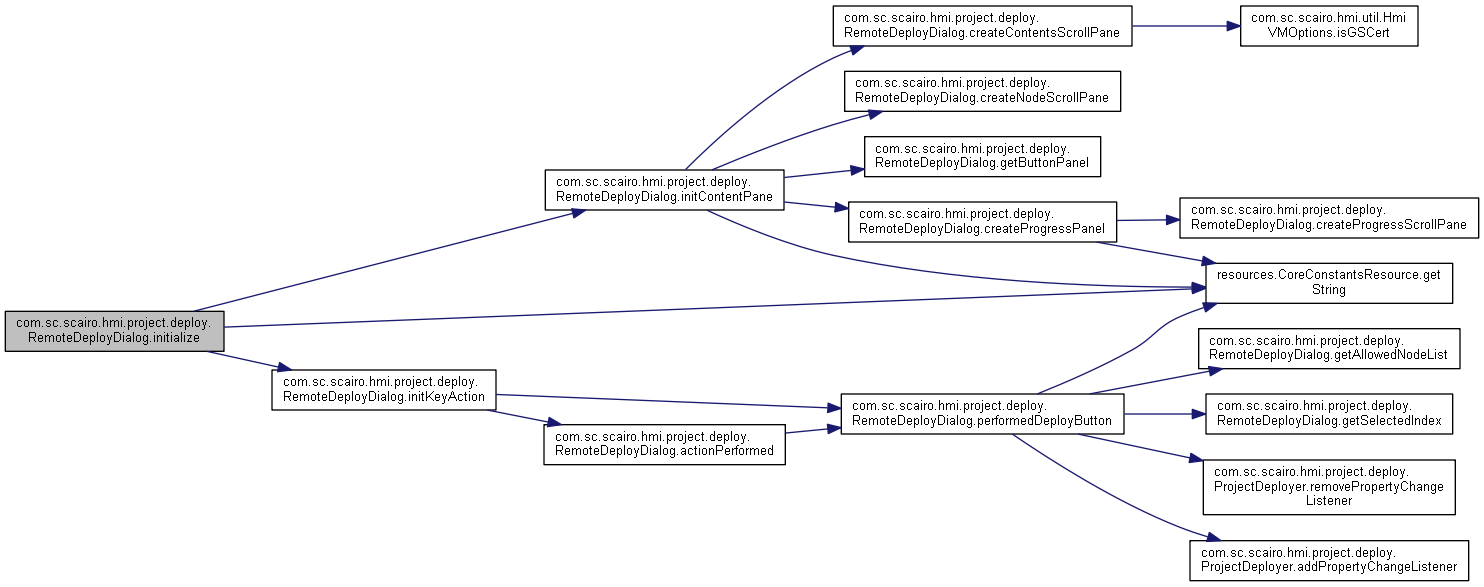 com.sc.scairo.hmi.project.deploy.
RemoteDeployDialog.createContentsScrollPane
com.sc.scairo.hmi.util.Hmi
VMOptions.isGSCert
com.sc.scairo.hmi.project.deploy.
RemoteDeployDialog.createNodeScrollPane
com.sc.scairo.hmi.project.deploy.
RemoteDeployDialog.getButtonPanel
com.sc.scairo.hmi.project.deploy.
RemoteDeployDialog.initContentPane
com.sc.scairo.hmi.project.deploy.
RemoteDeployDialog.createProgressPanel
com.sc.scairo.hmi.project.deploy.
RemoteDeployDialog.createProgressScrollPane
resources.CoreConstantsResource.get
String
com.sc.scairo.hmi.project.deploy.
RemoteDeployDialog.initialize
com.sc.scairo.hmi.project.deploy.
RemoteDeployDialog.getAllowedNodeList
com.sc.scairo.hmi.project.deploy.
RemoteDeployDialog.initKeyAction
com.sc.scairo.hmi.project.deploy.
RemoteDeployDialog.performedDeployButton
com.sc.scairo.hmi.project.deploy.
RemoteDeployDialog.getSelectedIndex
com.sc.scairo.hmi.project.deploy.
RemoteDeployDialog.actionPerformed
com.sc.scairo.hmi.project.deploy.
ProjectDeployer.removePropertyChange
Listener
com.sc.scairo.hmi.project.deploy.
ProjectDeployer.addPropertyChangeListener